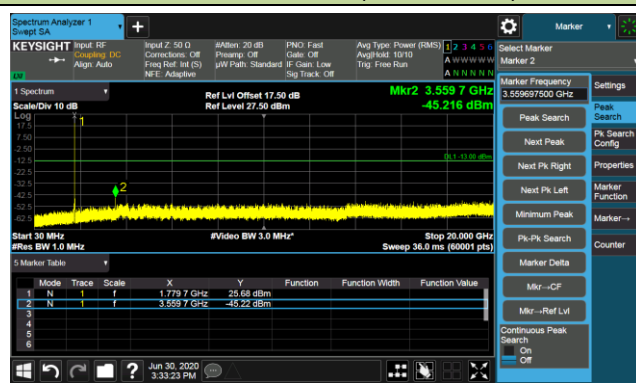 Spectrum Analyzer 1
Swept SA
Marker
KEYSIGHT
Input: RF
Coupling: DC
Align: Auto
Input Z: 50 Ω
Corrections: Off
Freq Ref: Int (S)
NFE: Adaptive
#Atten: 20 dB
Preamp: Off
µW Path: Standard
PNO: Fast
Gate: Off
IF Gain: Low
Sig Track: Off
Avg Type: Power (RMS)
Avg|Hold: 10/10
Trig: Free Run
1 2 3 4 5 6
A W W W W W
A N N N N N
Select Marker
Marker 2
1 Spectrum
Scale/Div 10 dB
Log
Ref Lvl Offset 17.50 dB
Ref Level 27.50 dBm
Mkr2 3.559 7 GHz
-45.216 dBm
17.5
7.50
-2.50
-12.5
-22.5
-32.5
-42.5
-52.5
-62.5
1
2
DL1 -13.00 dBm
Start 30 MHz
#Res BW 1.0 MHz
#Video BW 3.0 MHz*
Stop 20.000 GHz
Sweep 36.0 ms (60001 pts)
5 Marker Table
Mode Trace Scale X Y Function Function Width Function Value
1 N 1 f 1.779 7 GHz 25.68 dBm
2 N 1 f 3.559 7 GHz -45.22 dBm
3
4
5
6
Marker Frequency
3.559697500 GHz
Peak Search
Next Peak
Next Pk Right
Next Pk Left
Minimum Peak
Pk-Pk Search
Marker Delta
Mkr→CF
Mkr→Ref Lvl
Continuous Peak
Search
On
Off
Settings
Peak
Search
Pk Search
Config
Properties
Marker
Function
Marker→
Counter
?
Jun 30, 2020
3:33:23 PM